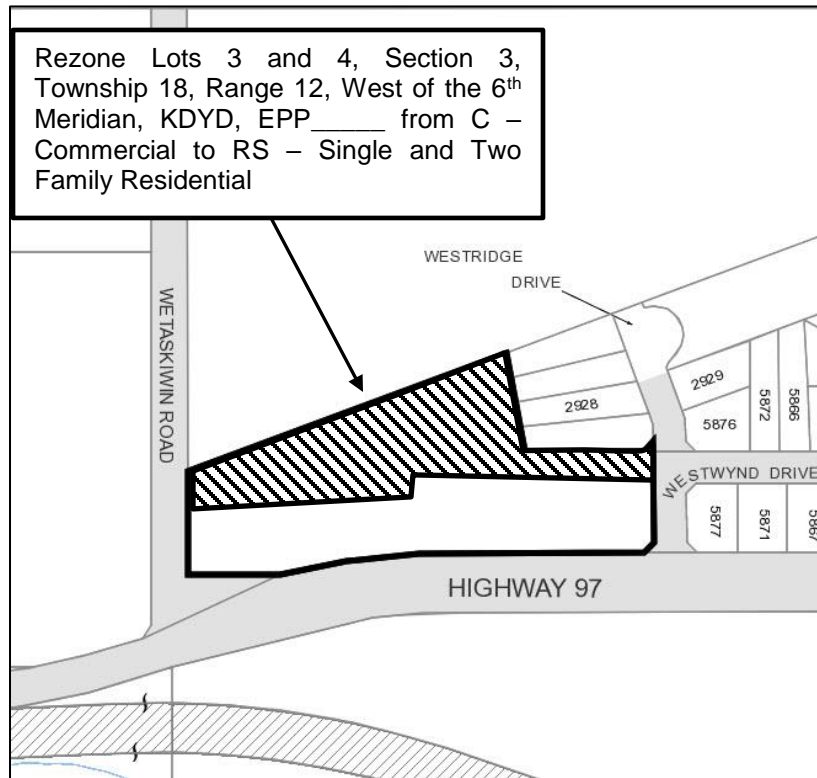 Rezone Lots 3 and 4, Section 3,
Township 18, Range 12, West of the 6th
Meridian, KDYD, EPP_____ from C –
Commercial to RS – Single and Two
Family Residential
WESTRIDGE
DRIVE
WETASKIWIN ROAD
2929
5872
5866
2928
5876
WESTWYND DRIVE
5877
5871
5867
HIGHWAY 97